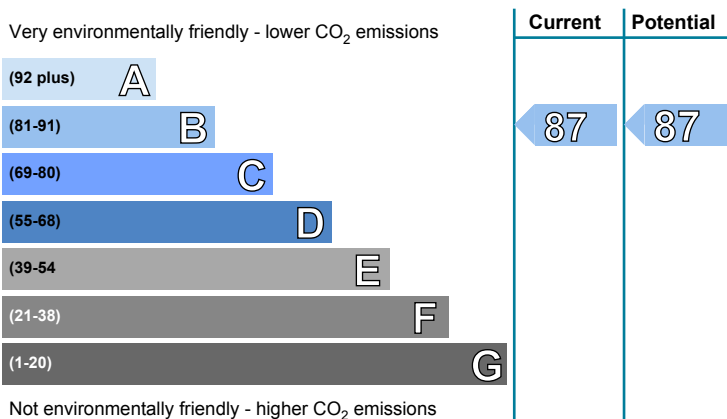 Very environmentally friendly - lower CO2 emissions
Current Potential
(92 plus) A
(81-91) B
87 87
(69-80) C
(55-68) D
(39-54 E
(21-38) F
(1-20) G
Not environmentally friendly - higher CO2 emissions